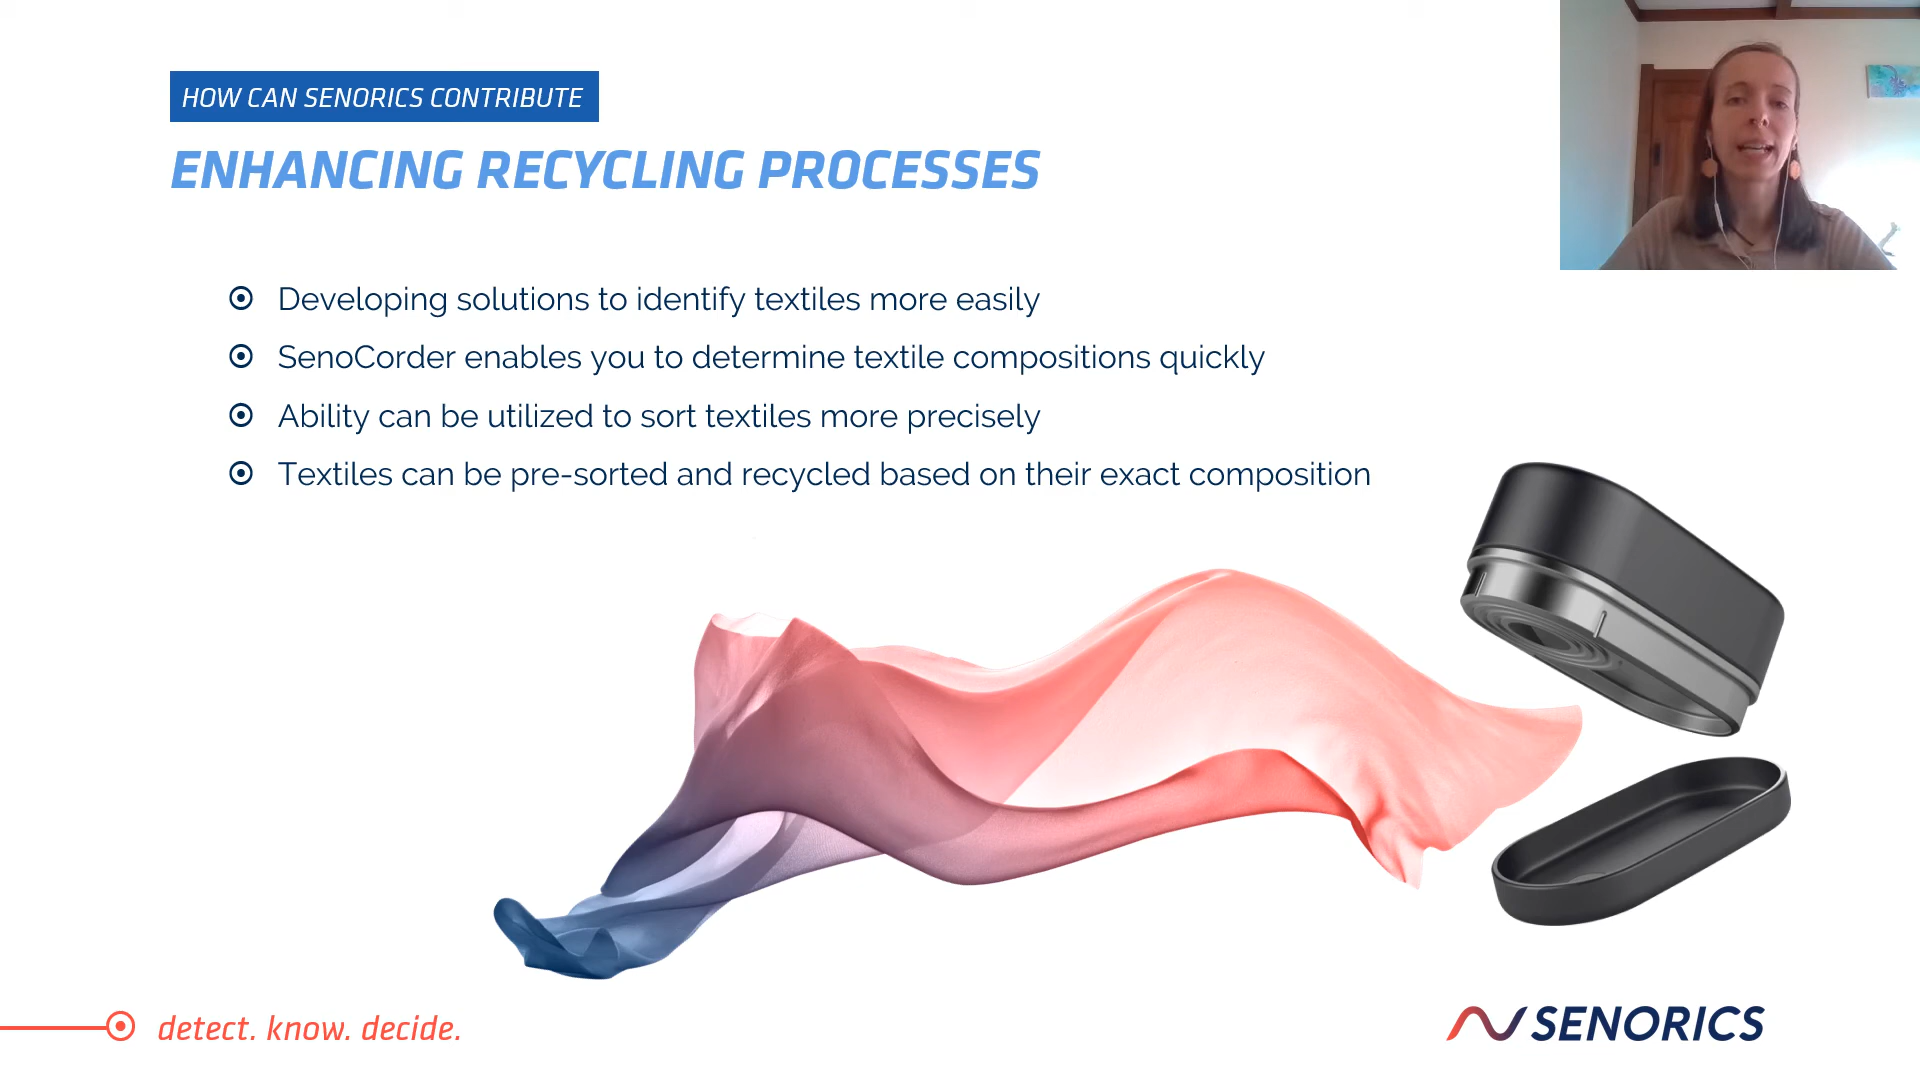 HOW CAN SENORICS CONTRIBUTE
ENHANCING RECYCLING PROCESSES
Developing solutions to identify textiles more easily
SenoCorder enables you to determine textile compositions quickly
Ability can be utilized to sort textiles more precisely
Textiles can be pre-sorted and recycled based on their exact composition
detect. know. decide.
SENORICS